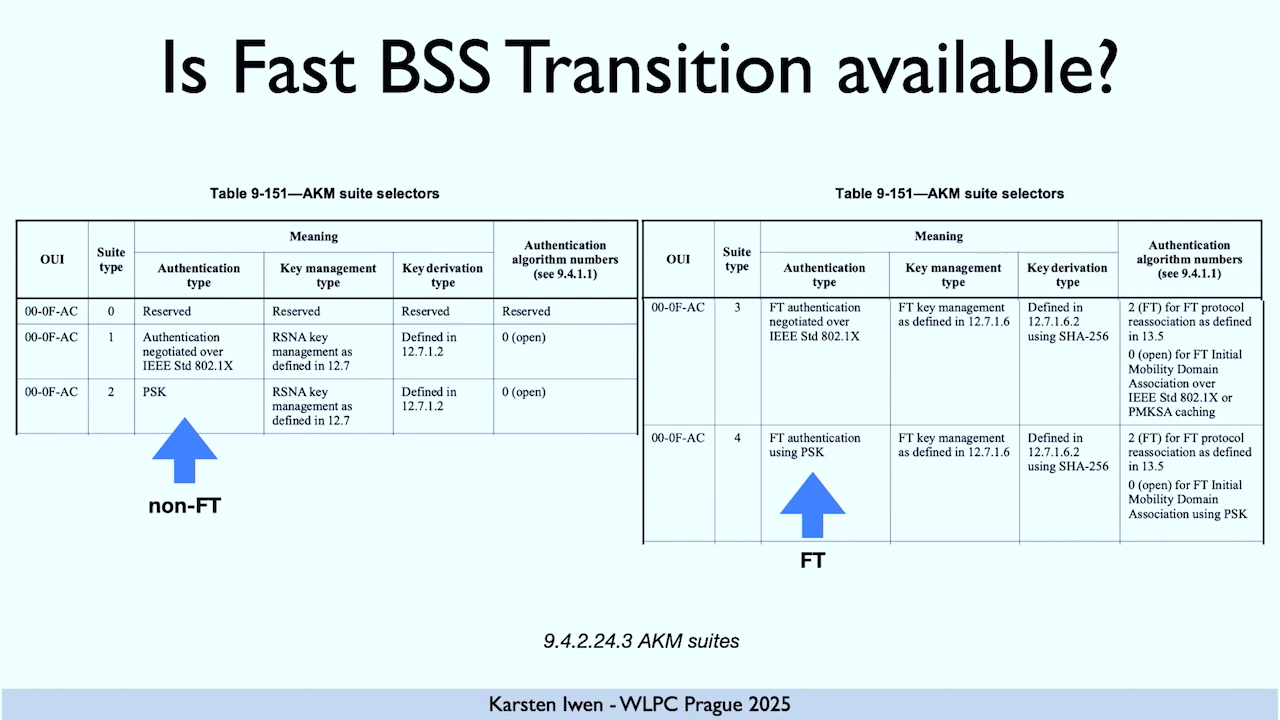 Is Fast BSS Transition available?
Table 9-151—AKM suite selectors
OUI
Suite
type
Meaning
Authentication
algorithm numbers
(see 9.4.1.1)
Authentication
type
Key management
type
Key derivation
type
00-0F-AC 0 Reserved Reserved Reserved Reserved
00-0F-AC 1 Authentication
negotiated over
IEEE Std 802.1X
RSNA key
management as
defined in 12.7
Defined in
12.7.1.2
0 (open)
00-0F-AC 2 PSK
RSNA key
management as
defined in 12.7
Defined in
12.7.1.2
0 (open)
non-FT
Table 9-151—AKM suite selectors
OUI
Suite
type
Meaning
Authentication
algorithm numbers
(see 9.4.1.1)
Authentication
type
Key management
type
Key derivation
type
00-0F-AC 3 FT authentication
negotiated over
IEEE Std 802.1X
FT key management
as defined in 12.7.1.6
Defined in
12.7.1.6.2
using SHA-256
2 (FT) for FT protocol
reassociation as defined
in 13.5
0 (open) for FT Initial
Mobility Domain
Association over
IEEE Std 802.1X or
PMKSA caching
00-0F-AC 4 FT authentication
using PSK
FT key management
as defined in 12.7.1.6
Defined in
12.7.1.6.2
using SHA-256
2 (FT) for FT protocol
reassociation as defined
in 13.5
0 (open) for FT Initial
Mobility Domain
Association using PSK
FT
9.4.2.24.3 AKM suites
Karsten Iwen - WLPC Prague 2025